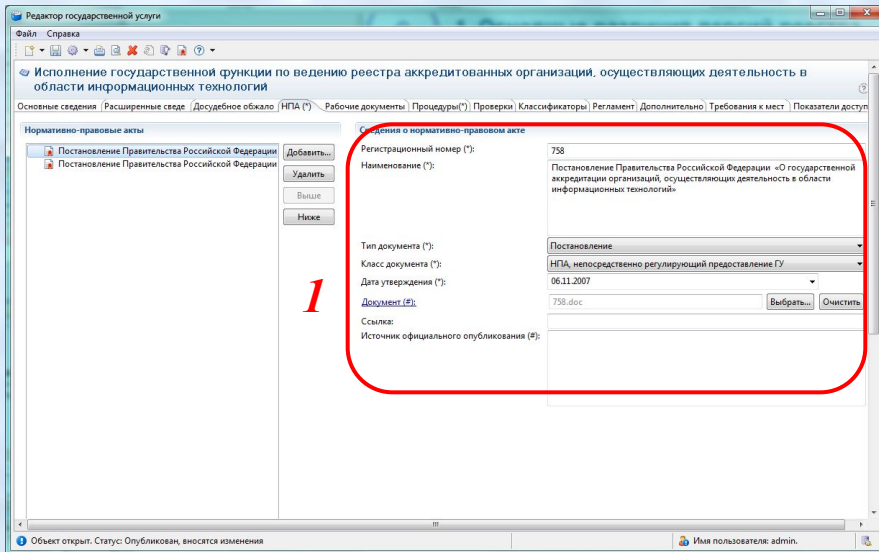 Редактор государственной услуги
Файл Справка
Исполнение государственной функции по ведению реестра аккредитованных организаций, осуществляющих деятельность в
области информационных технологий
Основные сведения Расширенные сведе Досудебное обжало НПА (*) Рабочие документы Процедуры(*) Проверки Классификаторы Регламент Дополнительно Требования к мест Показатели доступ
Нормативно-правовые акты
Постановление Правительства Российской Федерации
Постановление Правительства Российской Федерации
Добавить...
Удалить
Выше
Ниже
Сведения о нормативно-правовом акте
Регистрационный номер (*): 758
Наименование (*): Постановление Правительства Российской Федерации «О государственной
аккредитации организаций, осуществляющих деятельность в области
информационных технологий»
Тип документа (*): Постановление
Класс документа (*): НПА, непосредственно регулирующий предоставление ГУ
Дата утверждения (*): 06.11.2007
1
Документ (#): 758.doc Выбрать... Очистить
Ссылка:
Источник официального опубликования (#):
Объект открыт. Статус: Опубликован, вносятся изменения
Имя пользователя: admin.